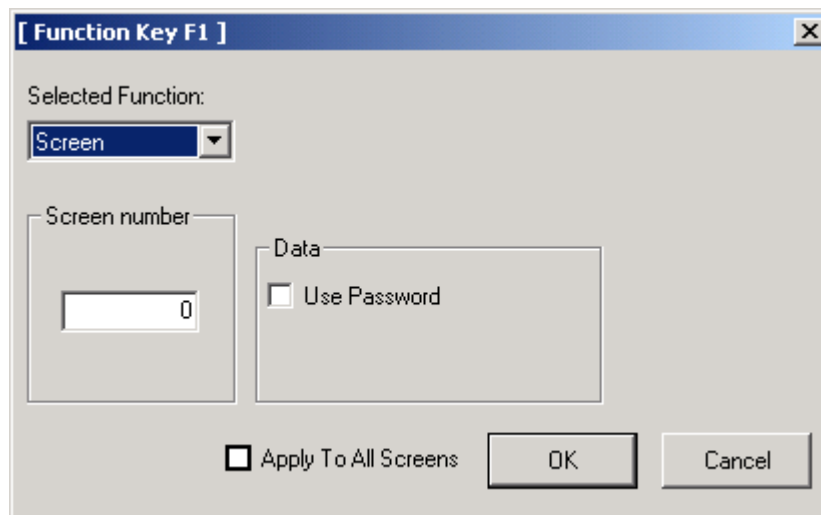 [ Function Key F1 ]
Selected Function:
Screen
Screen number
0
Data
Use Password
Apply To All Screens
OK
Cancel